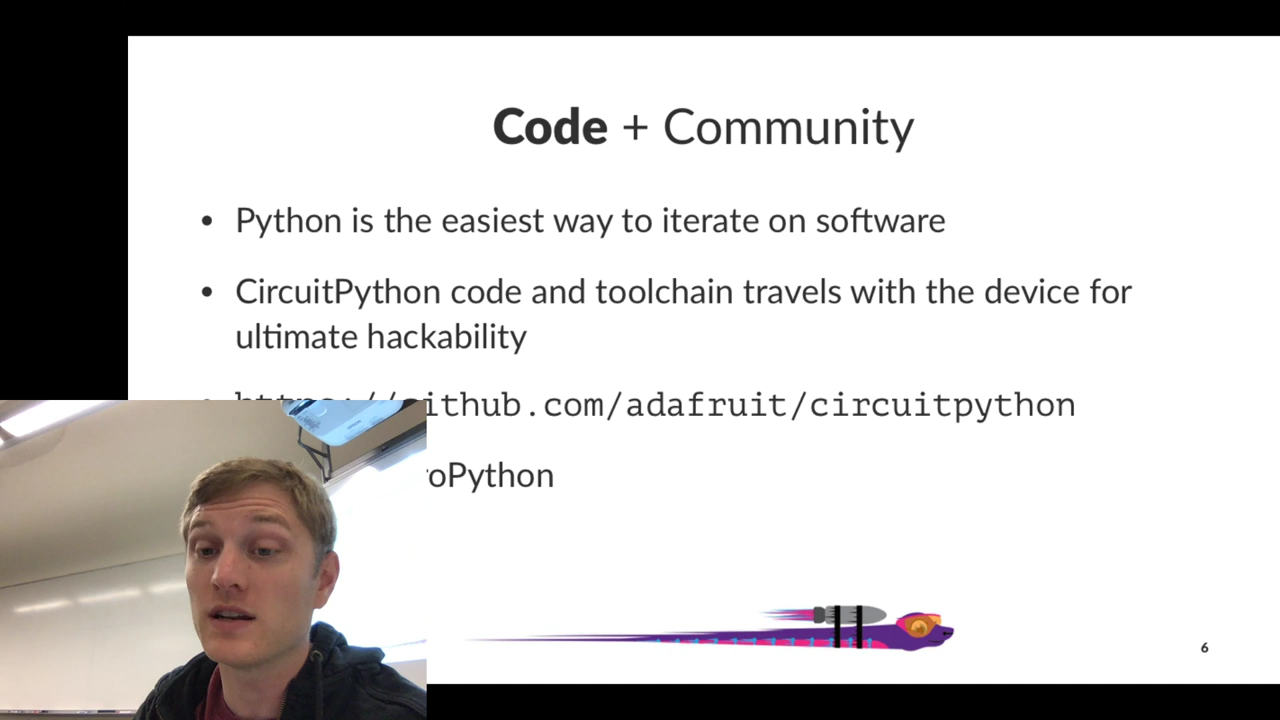 Code + Community
• Python is the easiest way to iterate on software
• CircuitPython code and toolchain travels with the device for
ultimate hackability
• https://github.com/adafruit/circuitpython
roPython
6